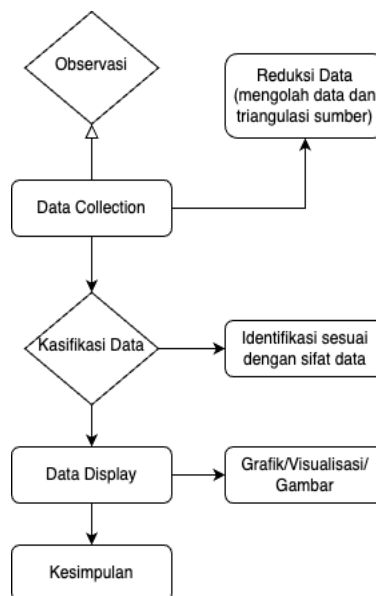 Observasi
Reduksi Data
(mengolah data dan
triangulasi sumber)
Data Collection
Kasifikasi Data
Identifikasi sesuai
dengan sifat data
Data Display
Grafik/Visualisasi/
Gambar
Kesimpulan